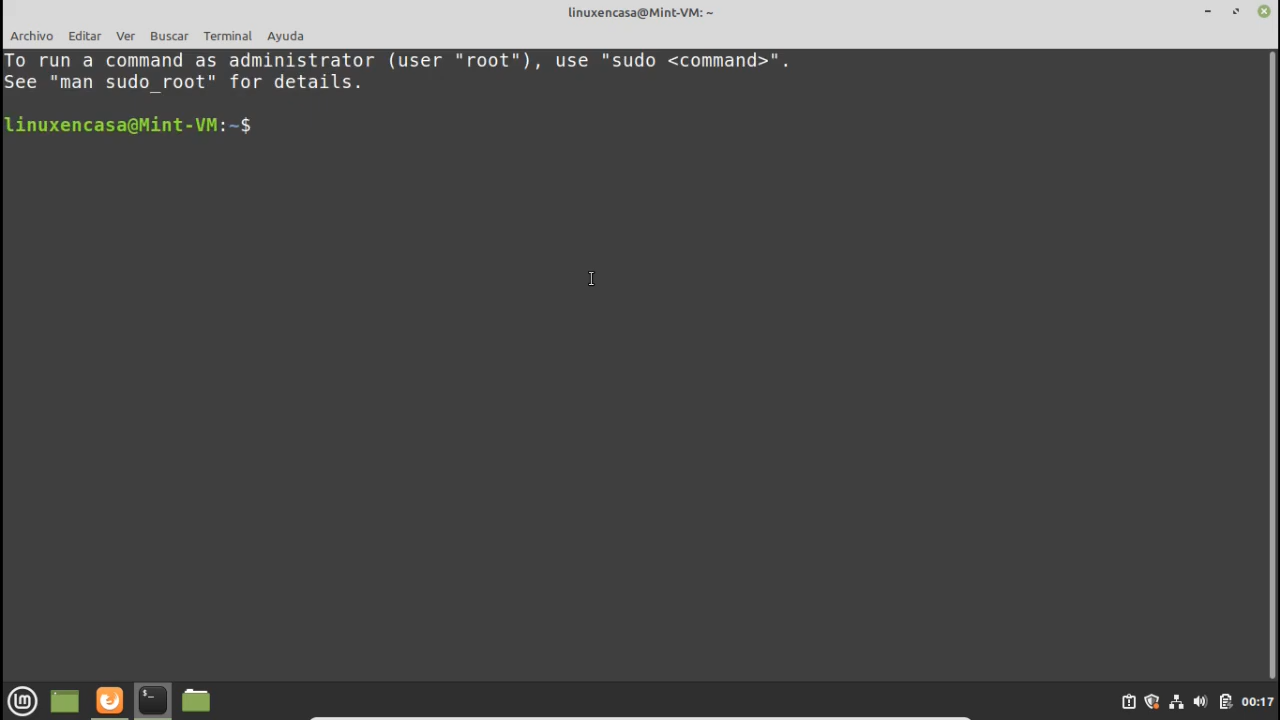 linuxencasa@Mint-VM: ~
Archivo Editar Ver Buscar Terminal Ayuda
To run a command as administrator (user "root"), use "sudo <command>".
See "man sudo_root" for details.
linuxencasa@Mint-VM:~$
$_
00:17